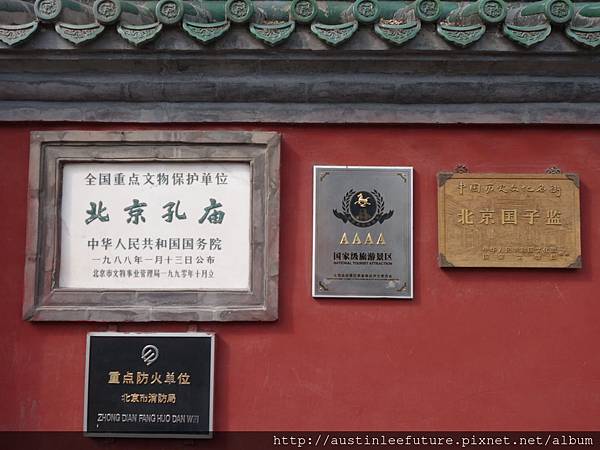 全国重点文物保护单位
北京孔庙
中华人民共和国国务院
一九八八年一月十三日公布
北京市文物事业管理局一九九零年十月立
AAAA
国家级旅游景区
NATIONAL TOURIST ATTRACTION
中国历史文化名街
北京国子监
重点防火单位
北京市消防局
ZHONG DIAN FANG HUO DAN WEI
http://austinleefuture.pixnet.net/album